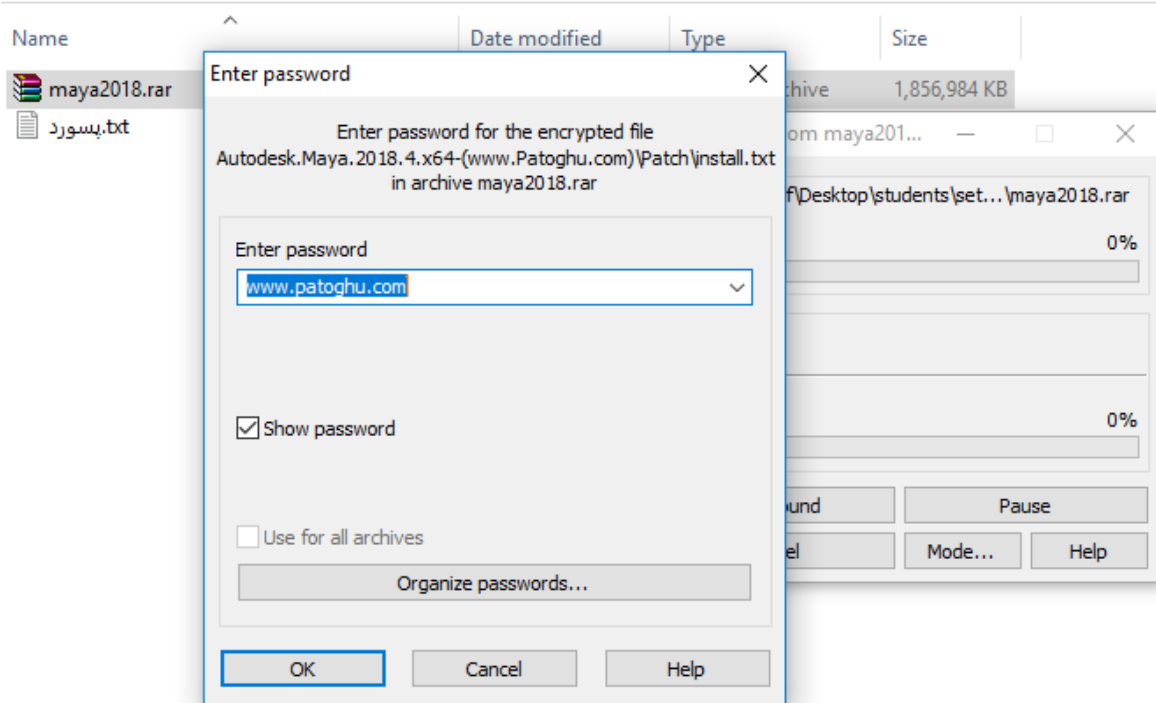 Name Date modified Type Size
maya2018.rar chive 1,856,984 KB
پسورد.txt
Enter password
Enter password for the encrypted file
Autodesk.Maya.2018.4.x64-(www.Patoghu.com)\Patch\install.txt
in archive maya2018.rar
Enter password
www.patoghu.com
Show password
Use for all archives
Organize passwords...
OK Cancel Help
om maya201...
f\Desktop\students\set...\maya2018.rar
0%
0%
und Pause
el Mode... Help